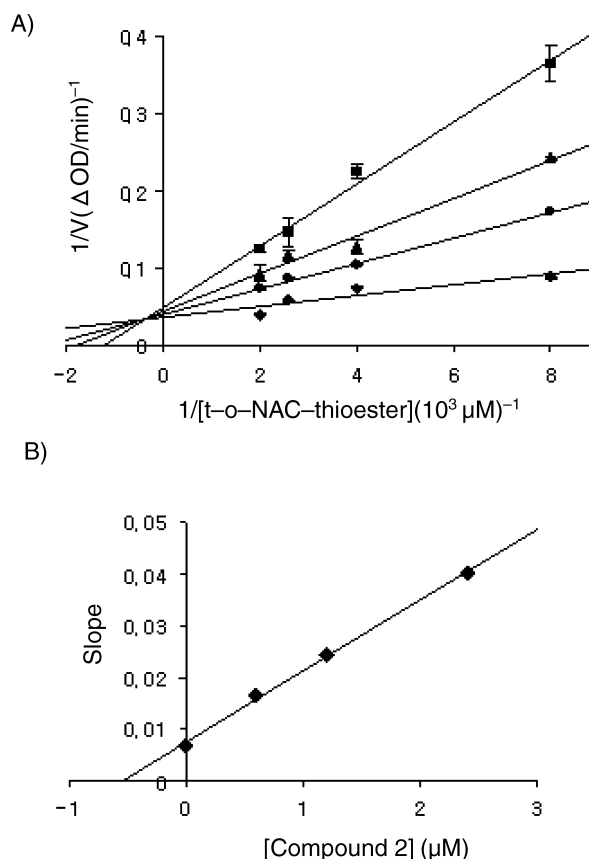 A)
0,4
0,3
0,2
0,1
0
-2 0 2 4 6 8
1/V(Δ OD/min)⁻¹
1/[t–o–NAC–thioester](10³ µM)⁻¹
B)
0,05
0,04
0,03
0,02
0,01
0
-1 0 1 2 3
Slope
[Compound 2] (µM)